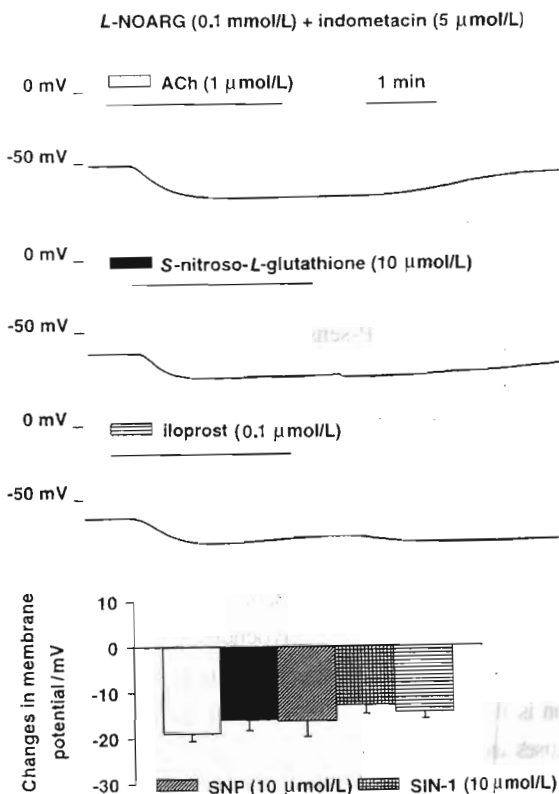 L-NOARG (0.1 mmol/L) + indometacin (5 μmol/L)
0 mV
ACh (1 μmol/L)
1 min
-50 mV
0 mV
S-nitroso-L-glutathione (10 μmol/L)
-50 mV
0 mV
iloprost (0.1 μmol/L)
-50 mV
Changes in membrane
potential/mV
10
0
-10
-20
-30
SNP (10 μmol/L)
SIN-1 (10 μmol/L)